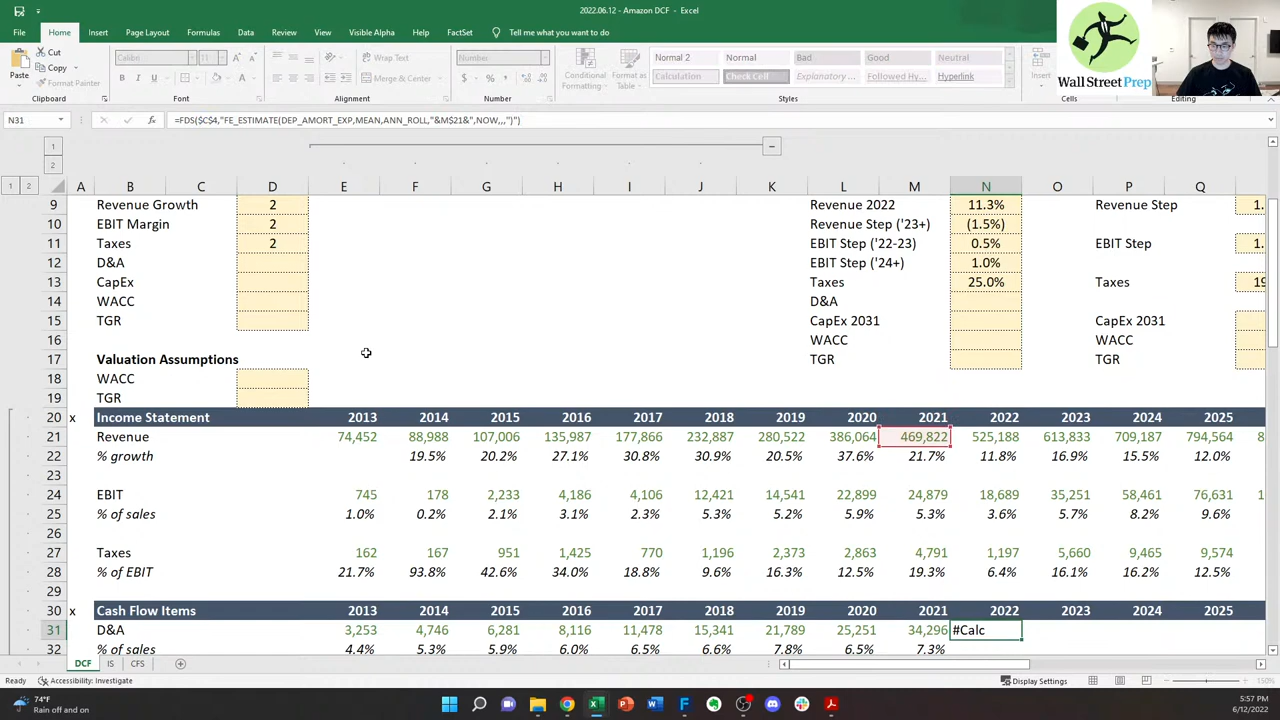 2022.06.12 - Amazon DCF - Excel
File Home Insert Page Layout Formulas Data Review View Visible Alpha Help FactSet Tell me what you want to do
Paste Cut Copy Format Painter
Calibri 11 Wrap Text Merge & Center Number
Conditional Formatting Format as Table
Normal 2 Normal Bad Good Neutral
Calculation Check Cell Explanatory ... Followed Hy... Hyperlink
Insert
Wall Street Prep
Clipboard Font Alignment Number Styles Cells Editing
N31 =FDS($C$4,"FE_ESTIMATE(DEP_AMORT_EXP,MEAN,ANN_ROLL,"&M$21&",NOW,,,")")
1
2
1 2 A B C D E F G H I J K L M N O P Q
9 Revenue Growth 2 Revenue 2022 11.3% Revenue Step 1.
10 EBIT Margin 2 Revenue Step ('23+) (1.5%)
11 Taxes 2 EBIT Step ('22-23) 0.5% EBIT Step 1.
12 D&A EBIT Step ('24+) 1.0%
13 CapEx Taxes 25.0% Taxes 19
14 WACC D&A
15 TGR CapEx 2031 CapEx 2031
16 WACC WACC
17 Valuation Assumptions TGR TGR
18 WACC
19 TGR
20 x Income Statement 2013 2014 2015 2016 2017 2018 2019 2020 2021 2022 2023 2024 2025
21 Revenue 74,452 88,988 107,006 135,987 177,866 232,887 280,522 386,064 469,822 525,188 613,833 709,187 794,564 8
22 % growth 19.5% 20.2% 27.1% 30.8% 30.9% 20.5% 37.6% 21.7% 11.8% 16.9% 15.5% 12.0%
23
24 EBIT 745 178 2,233 4,186 4,106 12,421 14,541 22,899 24,879 18,689 35,251 58,461 76,631 1
25 % of sales 1.0% 0.2% 2.1% 3.1% 2.3% 5.3% 5.2% 5.9% 5.3% 3.6% 5.7% 8.2% 9.6%
26
27 Taxes 162 167 951 1,425 770 1,196 2,373 2,863 4,791 1,197 5,660 9,465 9,574
28 % of EBIT 21.7% 93.8% 42.6% 34.0% 18.8% 9.6% 16.3% 12.5% 19.3% 6.4% 16.1% 16.2% 12.5%
29
30 x Cash Flow Items 2013 2014 2015 2016 2017 2018 2019 2020 2021 2022 2023 2024 2025
31 D&A 3,253 4,746 6,281 8,116 11,478 15,341 21,789 25,251 34,296 #Calc
32 % of sales 4.4% 5.3% 5.9% 6.0% 6.5% 6.6% 7.8% 6.5% 7.3%
DCF IS CFS
Ready Accessibility: Investigate Display Settings 150%
74°F
Rain off and on
5:57 PM
6/12/2022